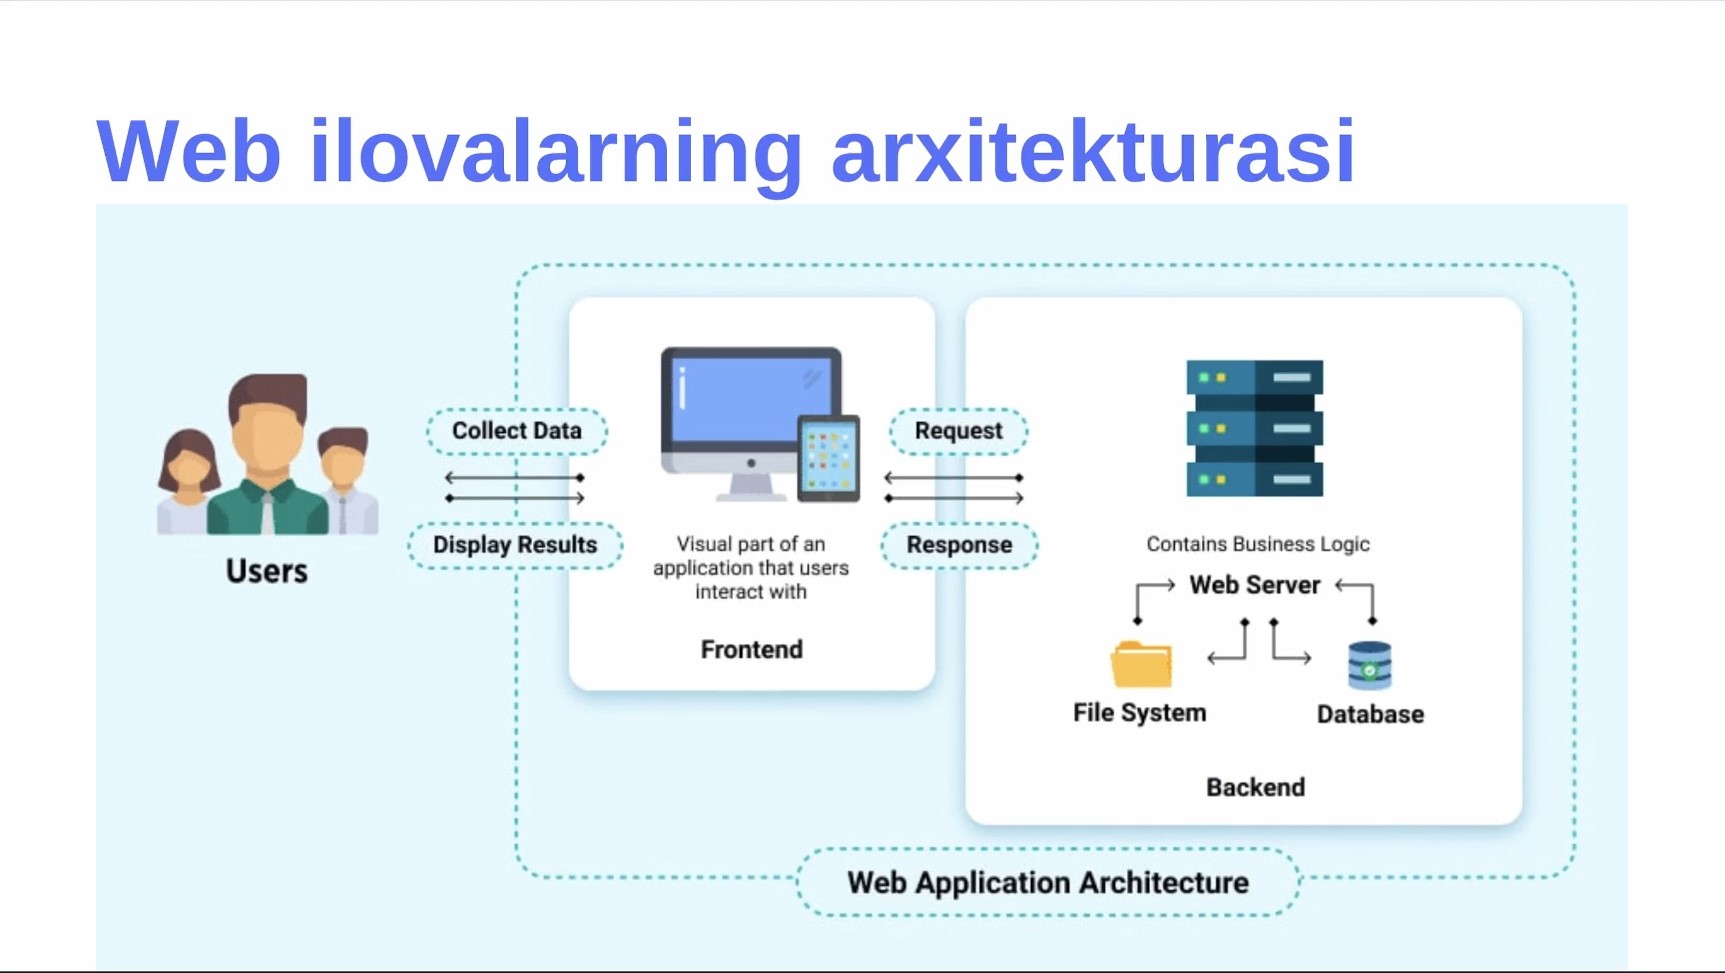 Web ilovalarning arxitekturasi
Users
Collect Data
Display Results
Visual part of an
application that users
interact with
Frontend
Request
Response
Contains Business Logic
Web Server
File System
Database
Backend
Web Application Architecture